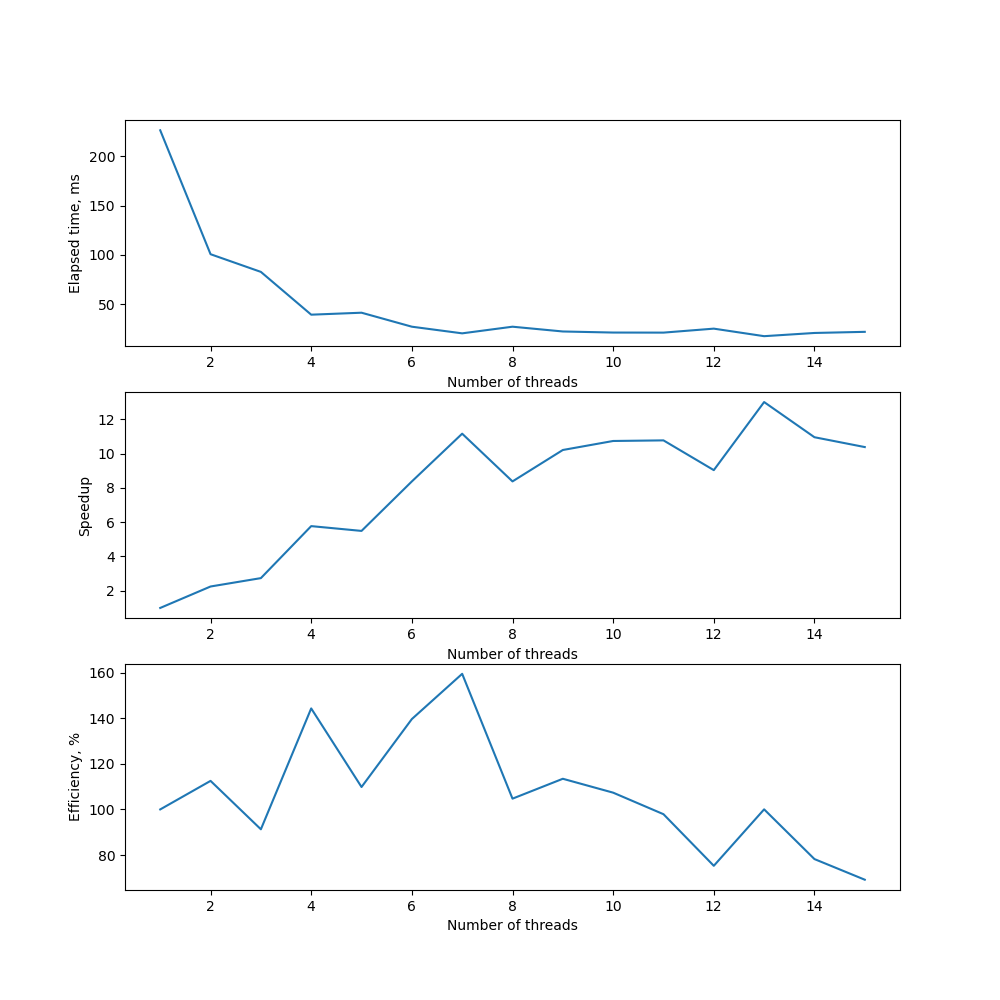 200
150
100
50
Elapsed time, ms
2 4 6 8 10 12 14
Number of threads
12
10
8
6
4
2
Speedup
2 4 6 8 10 12 14
Number of threads
160
140
120
100
80
Efficiency, %
2 4 6 8 10 12 14
Number of threads